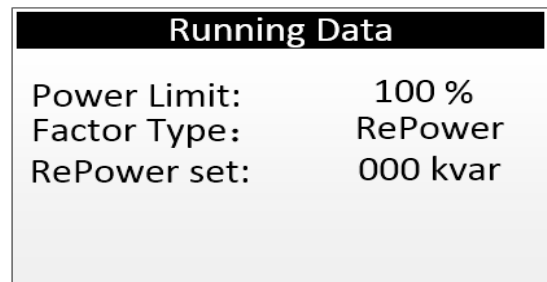 Running Data
Power Limit: 100 %
Factor Type： RePower
RePower set: 000 kvar